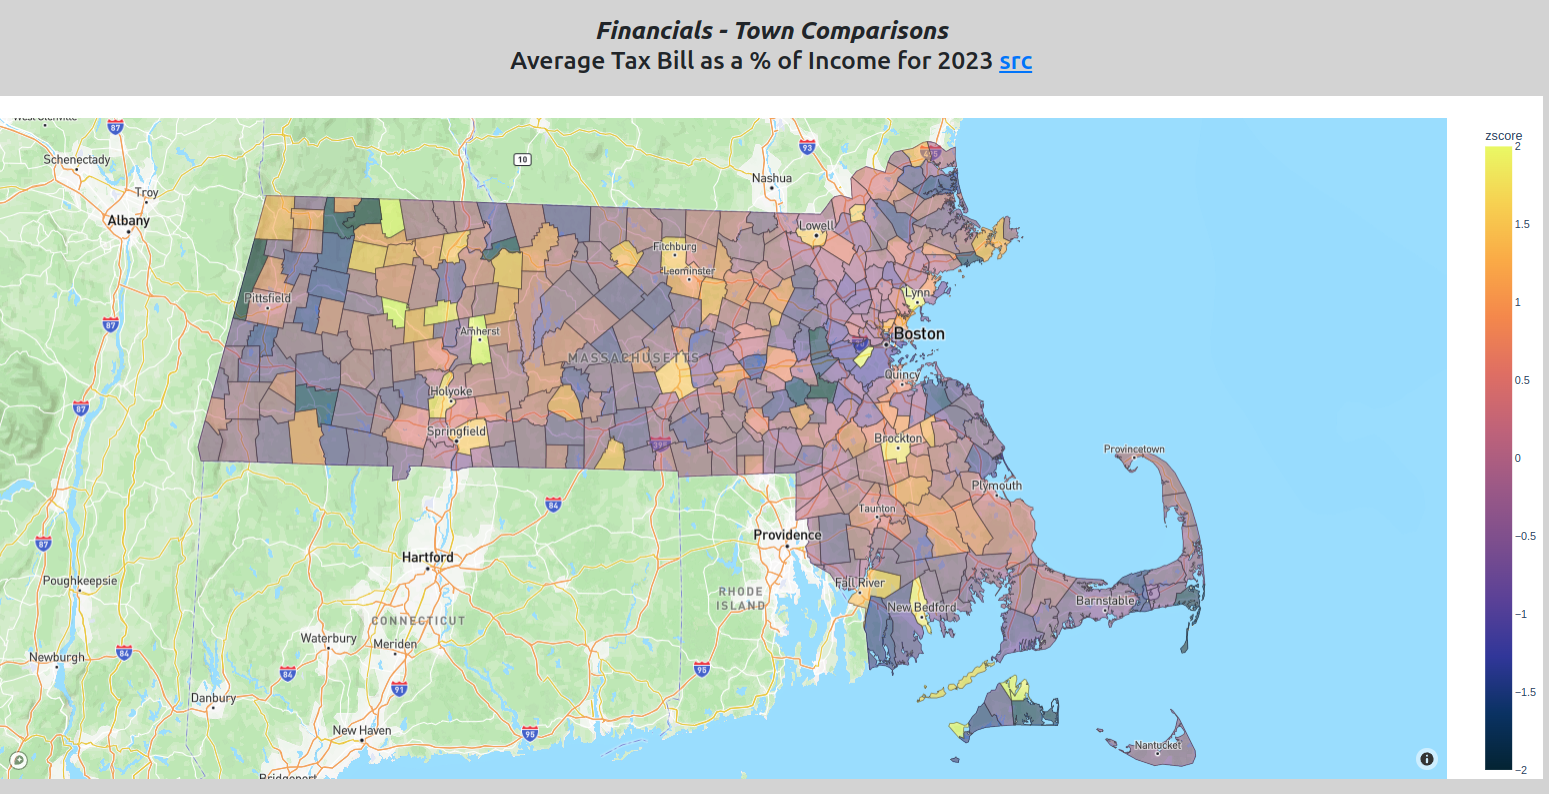 Financials - Town Comparisons
Average Tax Bill as a % of Income for 2023 src
87
93
10
Schenectady
Troy
Albany
Nashua
Lowell
Fitchburg
Leominster
Pittsfield
Lynn
87
Amherst
Boston
MASSACHUSETTS
Quincy
Holyoke
87
Springfield
Brockton
Provincetown
Plymouth
84
Taunton
87
Providence
Hartford
Poughkeepsie
Fall River
RHODE
ISLAND
Barnstable
New Bedford
CONNECTICUT
Waterbury
Meriden
Newburgh
84
84
95
91
Danbury
New Haven
95
Nantucket
Bridgeport
zscore
2
1.5
1
0.5
0
−0.5
−1
−1.5
−2